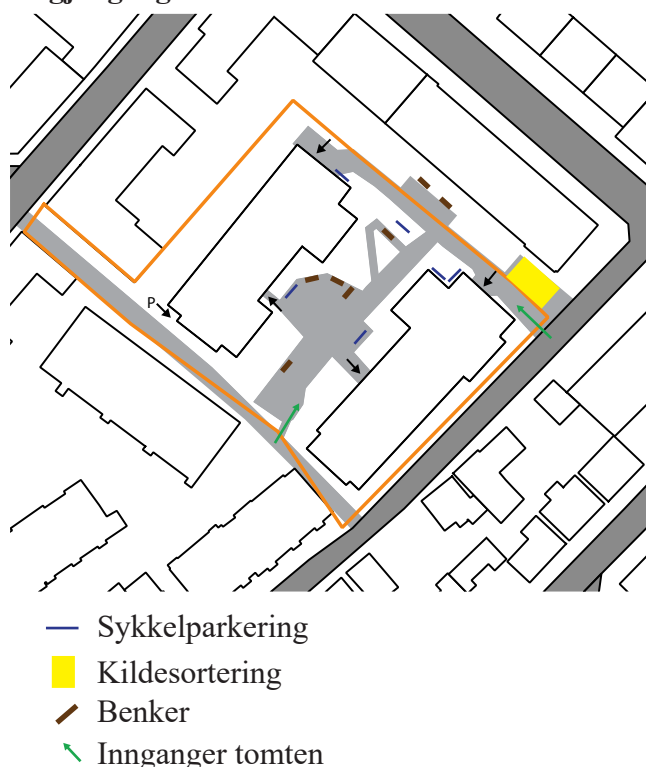 P
Sykkelparkering
Kildesortering
Benker
Innganger tomten